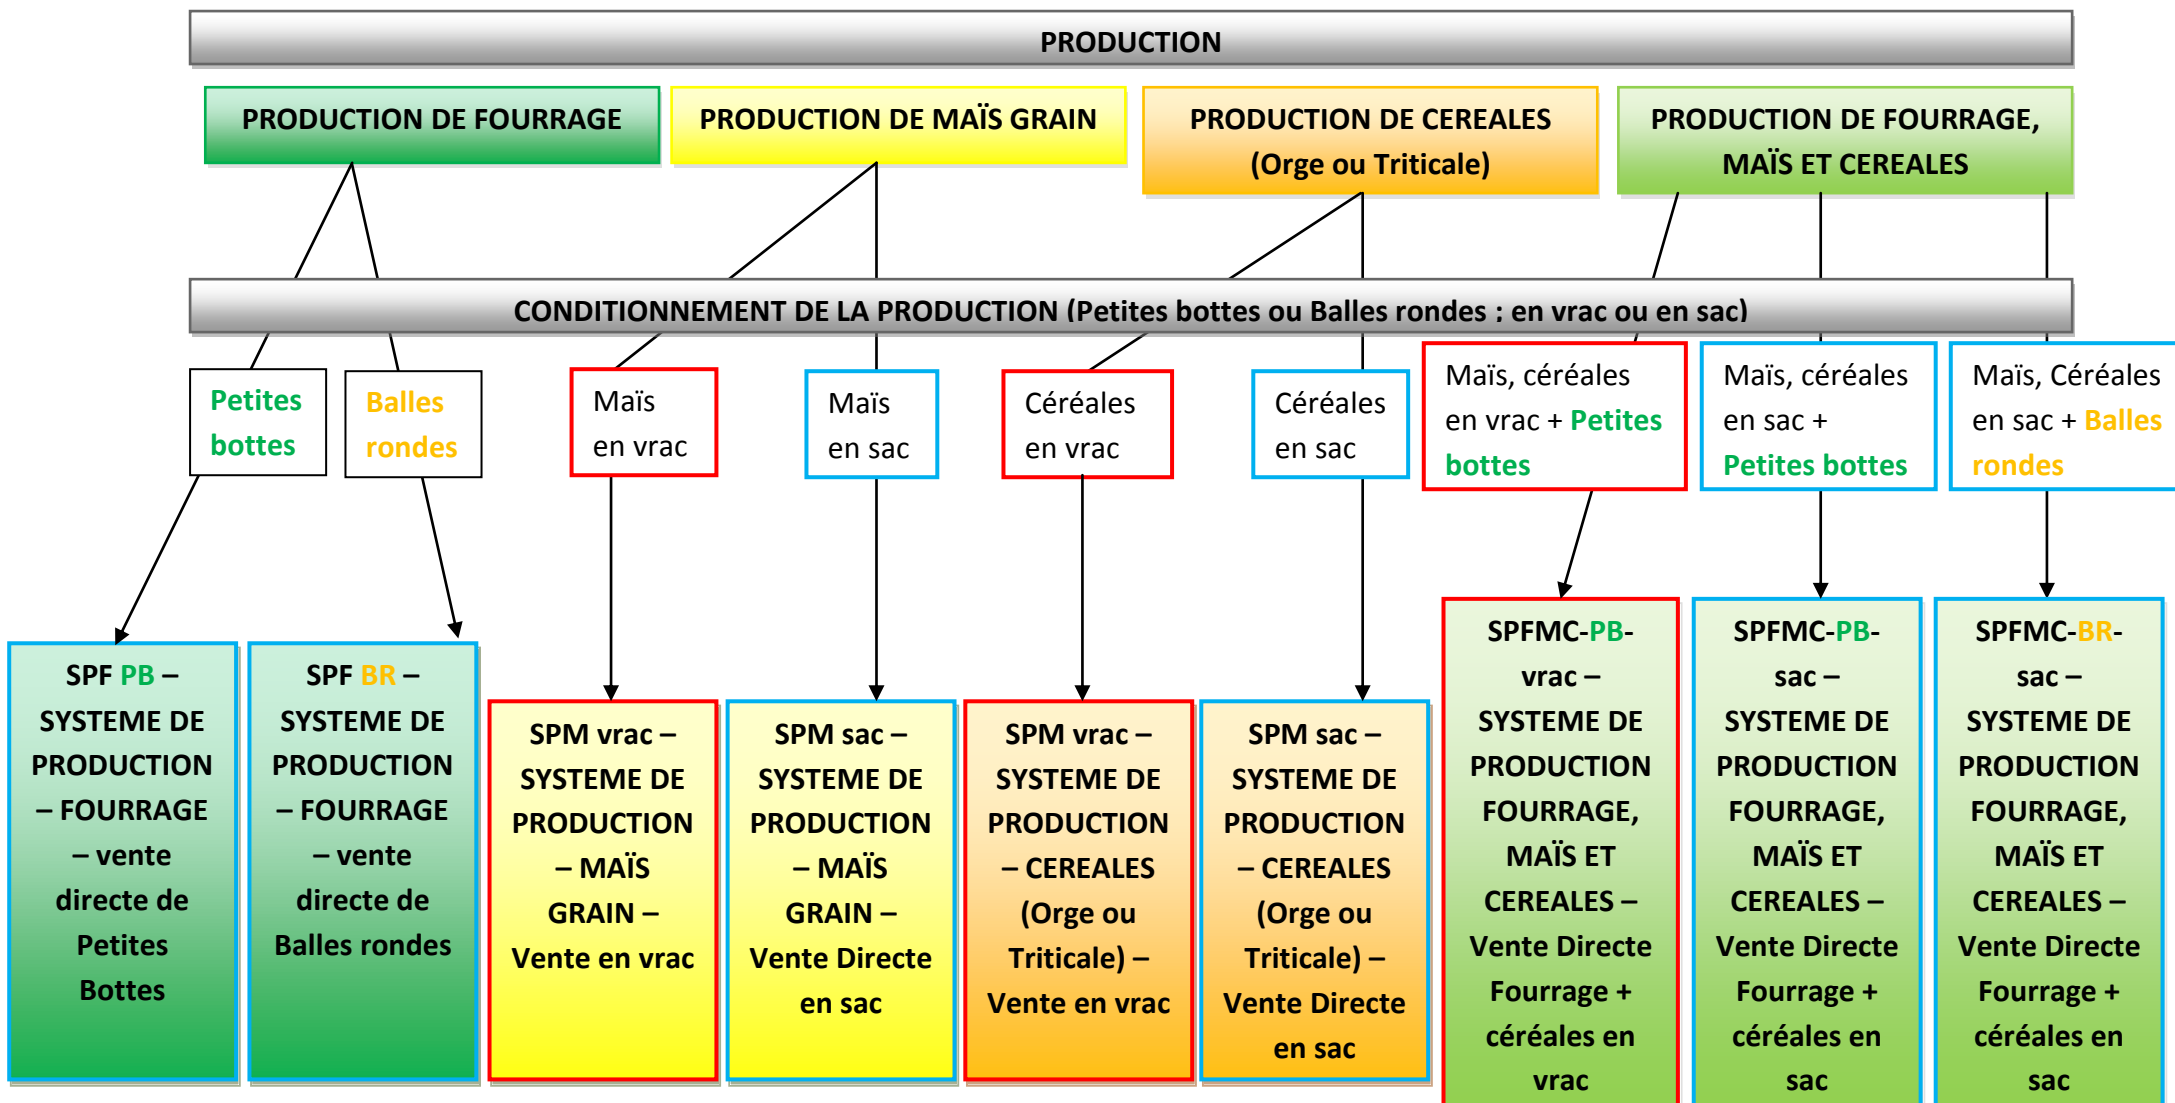 PRODUCTION
PRODUCTION DE FOURRAGE
PRODUCTION DE MAÏS GRAIN
PRODUCTION DE CEREALES
(Orge ou Triticale)
PRODUCTION DE FOURRAGE,
MAÏS ET CEREALES
CONDITIONNEMENT DE LA PRODUCTION (Petites bottes ou Balles rondes ; en vrac ou en sac)
Petites
bottes
Balles
rondes
Maïs
en vrac
Maïs
en sac
Céréales
en vrac
Céréales
en sac
Maïs, céréales
en vrac + Petites
bottes
Maïs, céréales
en sac +
Petites bottes
Maïs, Céréales
en sac + Balles
rondes
SPF PB –
SYSTEME DE
PRODUCTION
– FOURRAGE
– vente
directe de
Petites
Bottes
SPF BR –
SYSTEME DE
PRODUCTION
– FOURRAGE
– vente
directe de
Balles rondes
SPM vrac –
SYSTEME DE
PRODUCTION
– MAÏS
GRAIN –
Vente en vrac
SPM sac –
SYSTEME DE
PRODUCTION
– MAÏS
GRAIN –
Vente Directe
en sac
SPM vrac –
SYSTEME DE
PRODUCTION
– CEREALES
(Orge ou
Triticale) –
Vente en vrac
SPM sac –
SYSTEME DE
PRODUCTION
– CEREALES
(Orge ou
Triticale) –
Vente Directe
en sac
SPFMC-PB-
vrac –
SYSTEME DE
PRODUCTION
FOURRAGE,
MAÏS ET
CEREALES –
Vente Directe
Fourrage +
céréales en
vrac
SPFMC-PB-
sac –
SYSTEME DE
PRODUCTION
FOURRAGE,
MAÏS ET
CEREALES –
Vente Directe
Fourrage +
céréales en
sac
SPFMC-BR-
sac –
SYSTEME DE
PRODUCTION
FOURRAGE,
MAÏS ET
CEREALES –
Vente Directe
Fourrage +
céréales en
sac